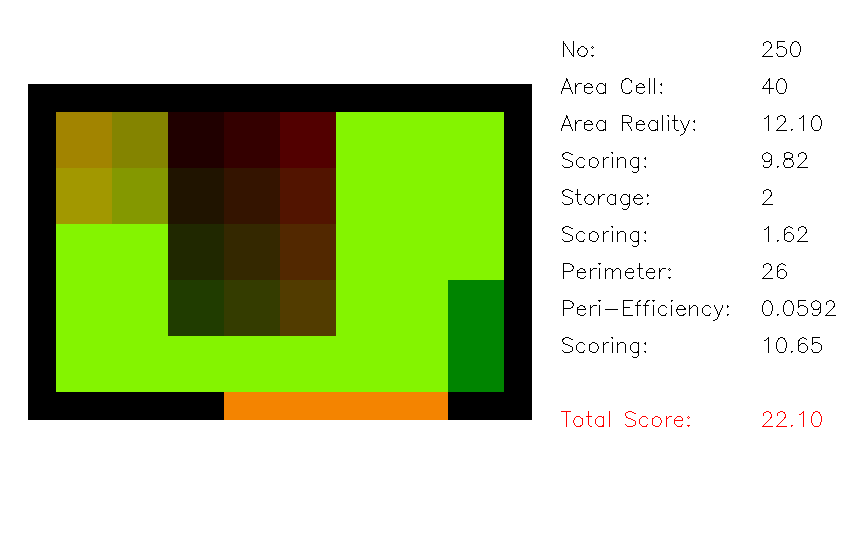 No: 250
Area Cell: 40
Area Reality: 12.10
Scoring: 9.82
Storage: 2
Scoring: 1.62
Perimeter: 26
Peri-Efficiency: 0.0592
Scoring: 10.65
Total Score: 22.10